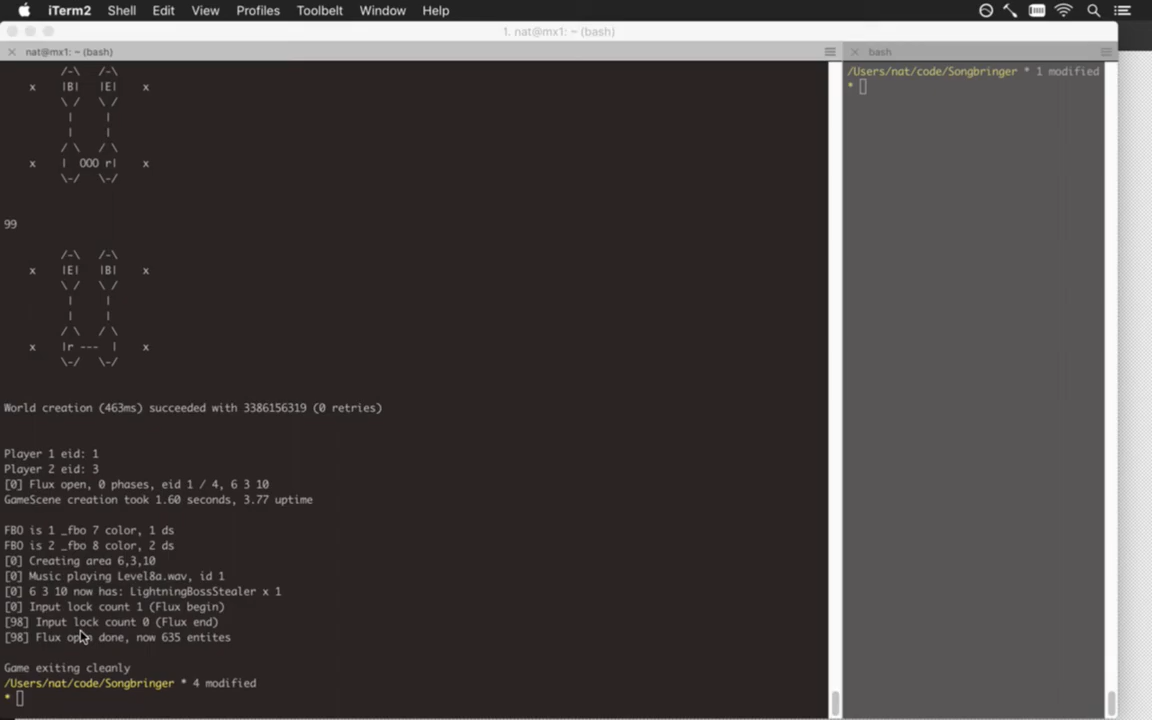 iTerm2 Shell Edit View Profiles Toolbelt Window Help
1. nat@mx1: ~ (bash)
nat@mx1: ~ (bash)
/-\ /-\
x |B| |E| x
\ / \ /
| |
| |
/ \ / \
x | OOO r| x
\-/ \-/
99
/-\ /-\
x |E| |B| x
\ / \ /
| |
| |
/ \ / \
x |r --- | x
\-/ \-/
World creation (463ms) succeeded with 3386156319 (0 retries)
Player 1 eid: 1
Player 2 eid: 3
[0] Flux open, 0 phases, eid 1 / 4, 6 3 10
GameScene creation took 1.60 seconds, 3.77 uptime
FBO is 1 _fbo 7 color, 1 ds
FBO is 2 _fbo 8 color, 2 ds
[0] Creating area 6,3,10
[0] Music playing Level8a.wav, id 1
[0] 6 3 10 now has: LightningBossStealer x 1
[0] Input lock count 1 (Flux begin)
[98] Input lock count 0 (Flux end)
[98] Flux open done, now 635 entites
Game exiting cleanly
/Users/nat/code/Songbringer * 4 modified
*
bash
/Users/nat/code/Songbringer * 1 modified
*